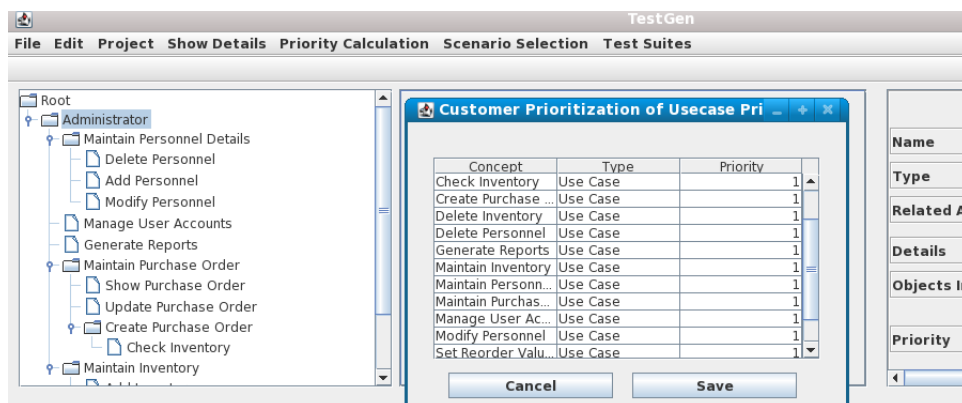 TestGen
File Edit Project Show Details Priority Calculation Scenario Selection Test Suites
Root
Administrator
Maintain Personnel Details
Delete Personnel
Add Personnel
Modify Personnel
Manage User Accounts
Generate Reports
Maintain Purchase Order
Show Purchase Order
Update Purchase Order
Create Purchase Order
Check Inventory
Maintain Inventory
Customer Prioritization of Usecase Pri
Concept Type Priority
Check Inventory Use Case 1
Create Purchase ... Use Case 1
Delete Inventory Use Case 1
Delete Personnel Use Case 1
Generate Reports Use Case 1
Maintain Inventory Use Case 1
Maintain Personn... Use Case 1
Maintain Purchas... Use Case 1
Manage User Ac... Use Case 1
Modify Personnel Use Case 1
Set Reorder Valu... Use Case 1
Cancel Save
Name
Type
Related A
Details
Objects I
Priority